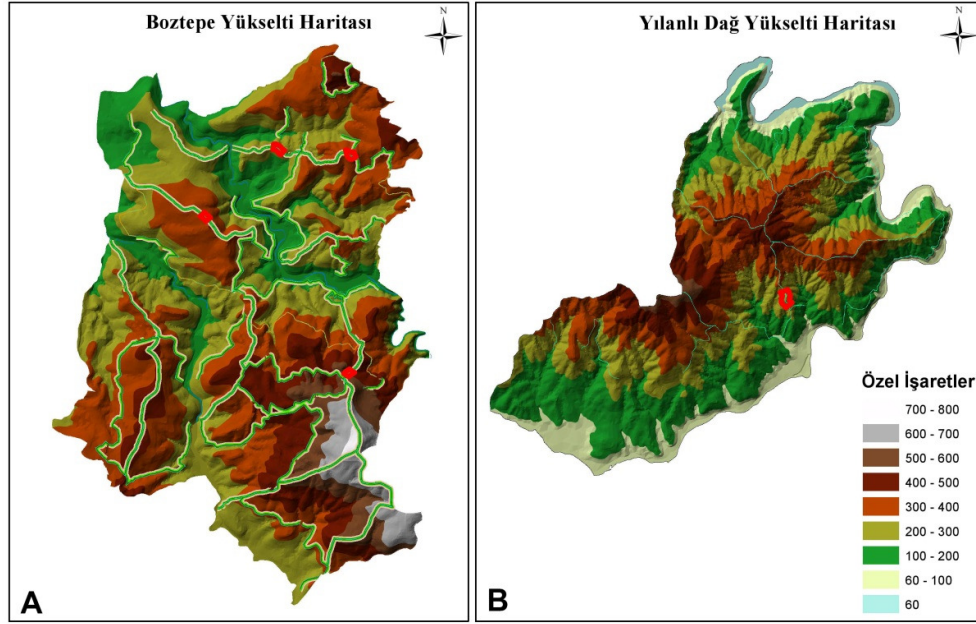 Boztepe Yükselti Haritası
N
A
Yılanlı Dağ Yükselti Haritası
N
Özel İşaretler
700 - 800
600 - 700
500 - 600
400 - 500
300 - 400
200 - 300
100 - 200
60 - 100
60
B